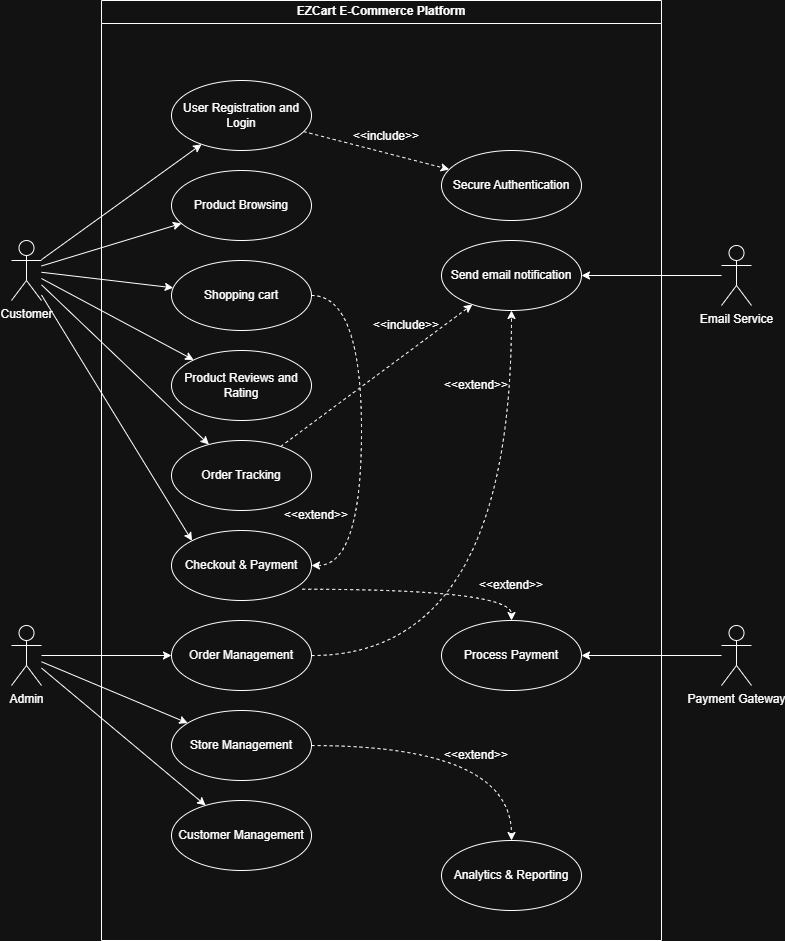 EZCart E-Commerce Platform
User Registration and
Login
<<include>>
Secure Authentication
Product Browsing
Send email notification
Shopping cart
Customer
Email Service
<<include>>
Product Reviews and
Rating
<<extend>>
Order Tracking
<<extend>>
Checkout & Payment
<<extend>>
Order Management
Process Payment
Admin
Payment Gateway
Store Management
<<extend>>
Customer Management
Analytics & Reporting